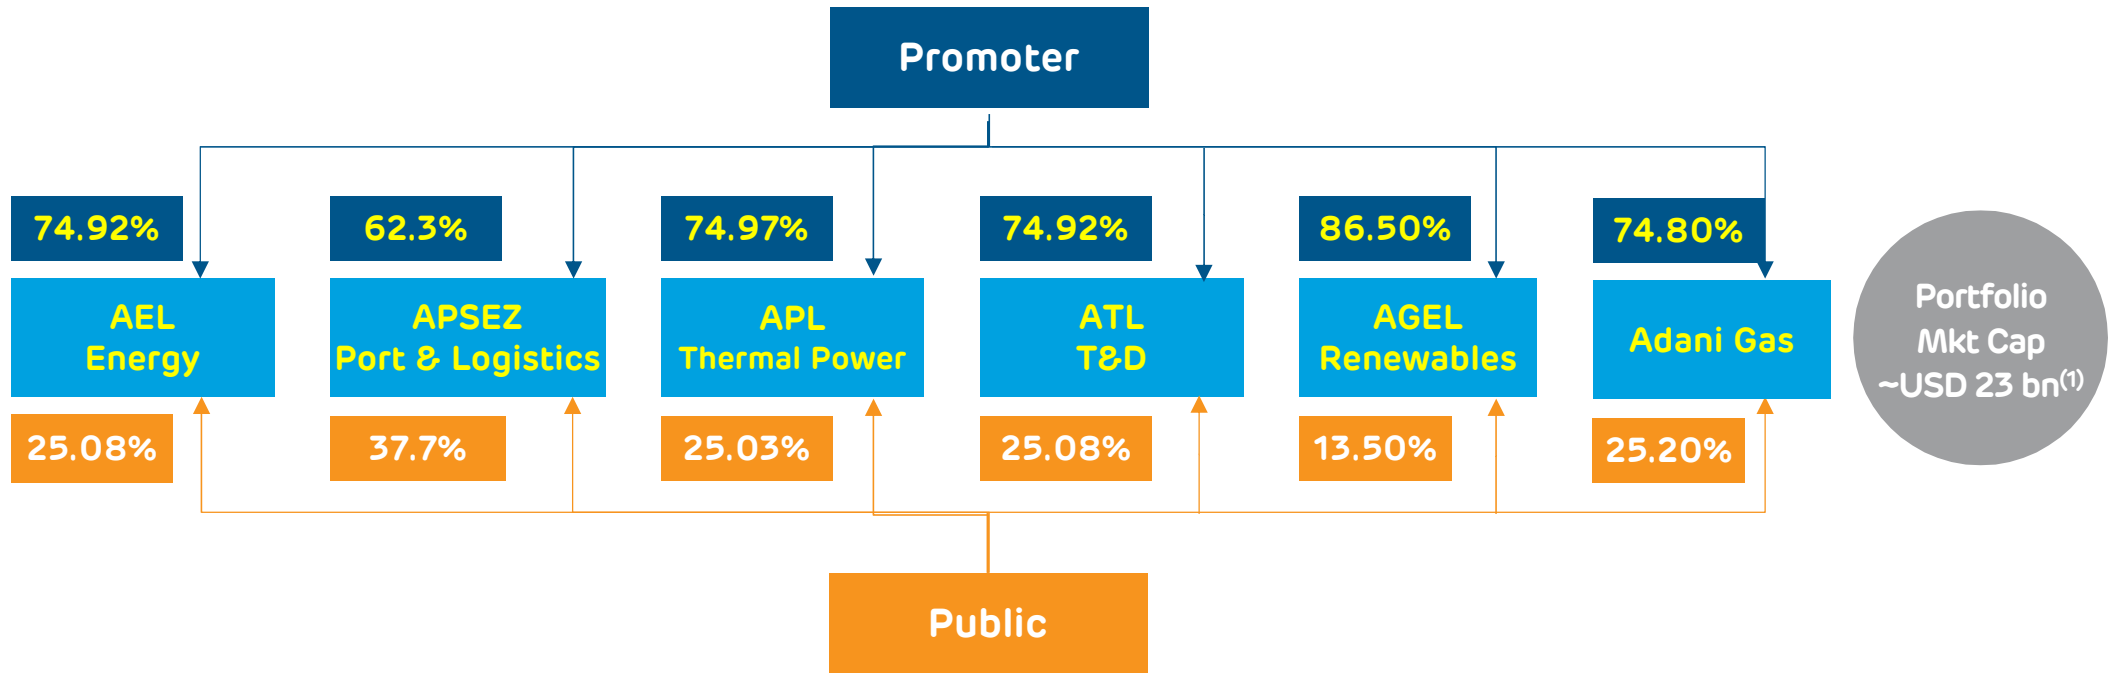 Promoter
74.92%
62.3%
74.97%
74.92%
86.50%
74.80%
AEL
Energy
APSEZ
Port & Logistics
APL
Thermal Power
ATL
T&D
AGEL
Renewables
Adani Gas
Portfolio
Mkt Cap
~USD 23 bn(1)
25.08%
37.7%
25.03%
25.08%
13.50%
25.20%
Public